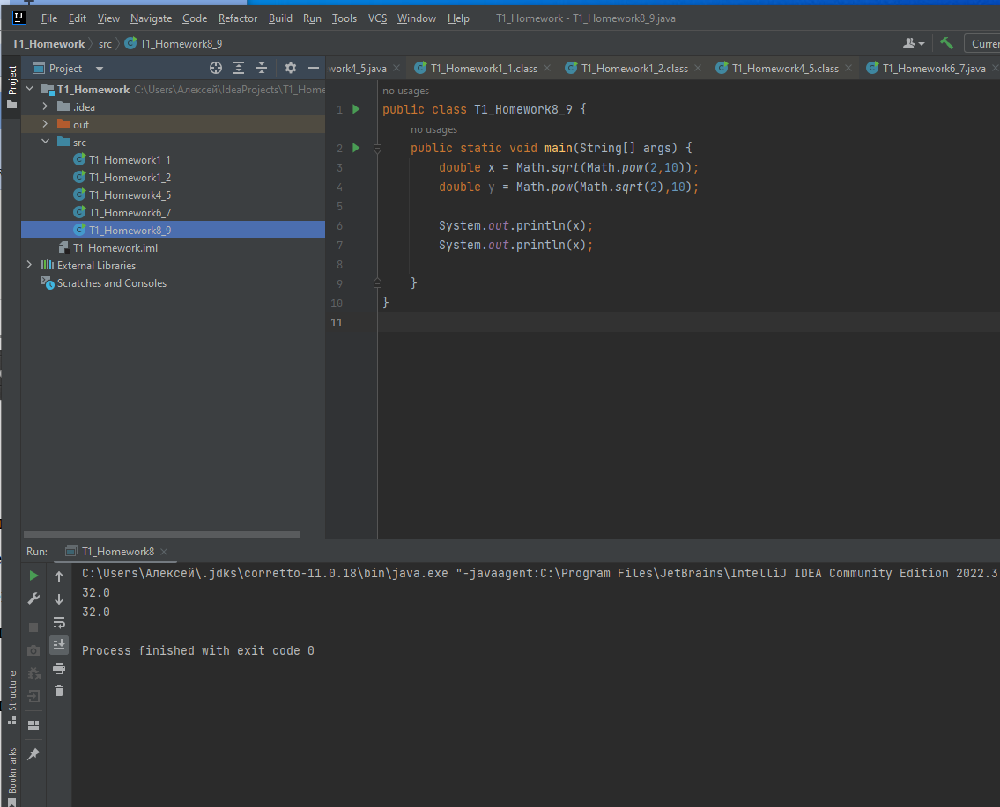 IJ File Edit View Navigate Code Refactor Build Run Tools VCS Window Help T1_Homework - T1_Homework8_9.java
T1_Homework src T1_Homework8_9 Curren
Project
Project
work4_5.java T1_Homework1_1.class T1_Homework1_2.class T1_Homework4_5.class T1_Homework6_7.java
T1_Homework C:\Users\Алексей\IdeaProjects\T1_Home
.idea
out
src
T1_Homework1_1
T1_Homework1_2
T1_Homework4_5
T1_Homework6_7
T1_Homework8_9
T1_Homework.iml
External Libraries
Scratches and Consoles
no usages
1 public class T1_Homework8_9 {
no usages
2 public static void main(String[] args) {
3 double x = Math.sqrt(Math.pow(2,10));
4 double y = Math.pow(Math.sqrt(2),10);
5
6 System.out.println(x);
7 System.out.println(x);
8
9 }
10 }
11
Run: T1_Homework8
C:\Users\Алексей\.jdks\corretto-11.0.18\bin\java.exe "-javaagent:C:\Program Files\JetBrains\IntelliJ IDEA Community Edition 2022.3
32.0
32.0
Process finished with exit code 0
Structure
Bookmarks